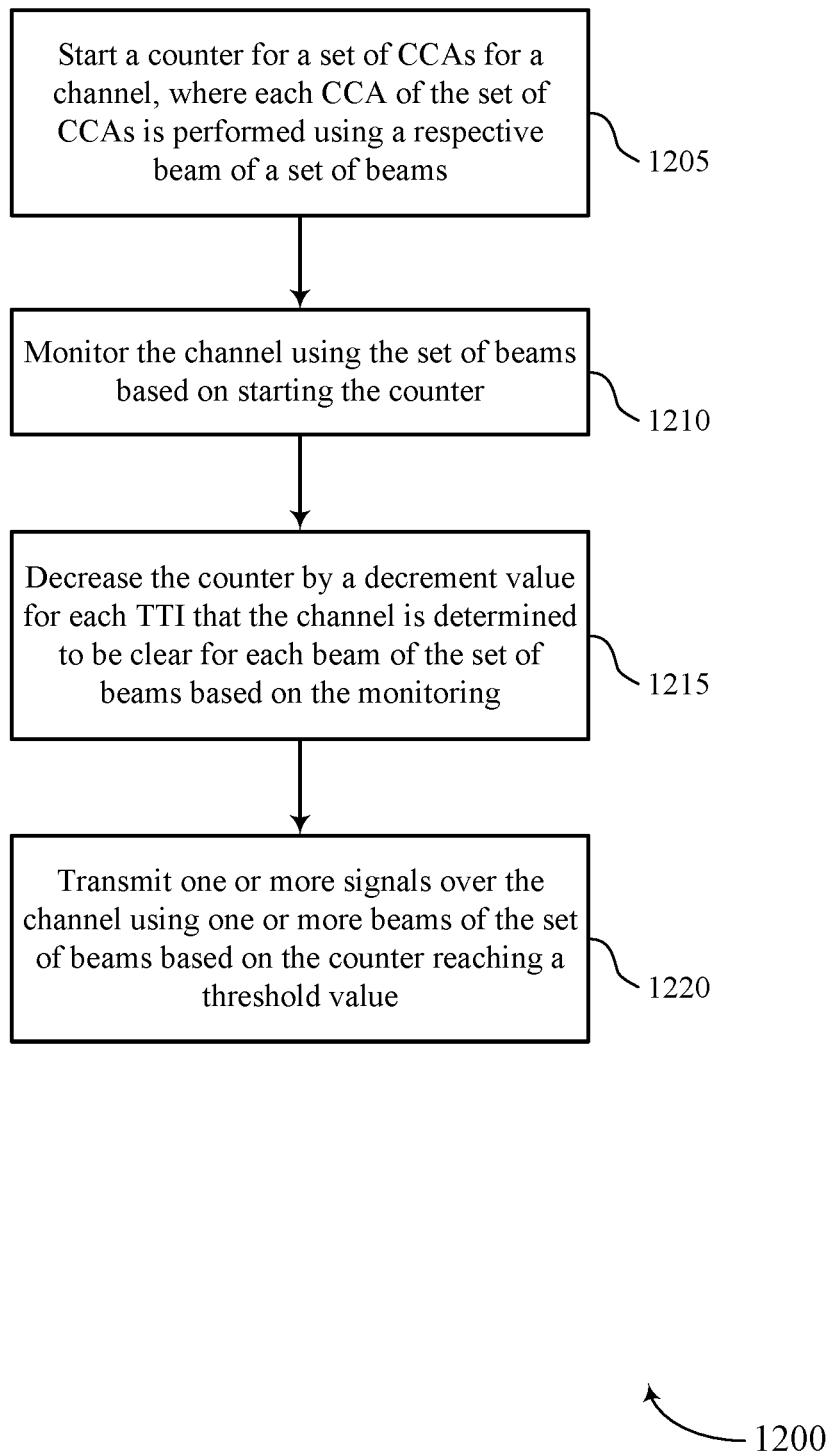 Start a counter for a set of CCAs for a
channel, where each CCA of the set of
CCAs is performed using a respective
beam of a set of beams
1205
Monitor the channel using the set of beams
based on starting the counter
1210
Decrease the counter by a decrement value
for each TTI that the channel is determined
to be clear for each beam of the set of
beams based on the monitoring
1215
Transmit one or more signals over the
channel using one or more beams of the set
of beams based on the counter reaching a
threshold value
1220
1200